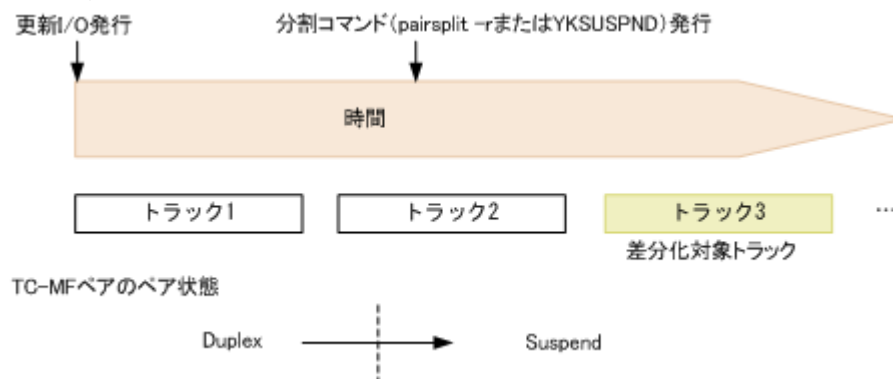 更新I/O発行
分割コマンド(pairsplit -rまたはYKSUSPND)発行
時間
トラック1
トラック2
トラック3
…
差分化対象トラック
TC-MFペアのペア状態
Duplex
Suspend